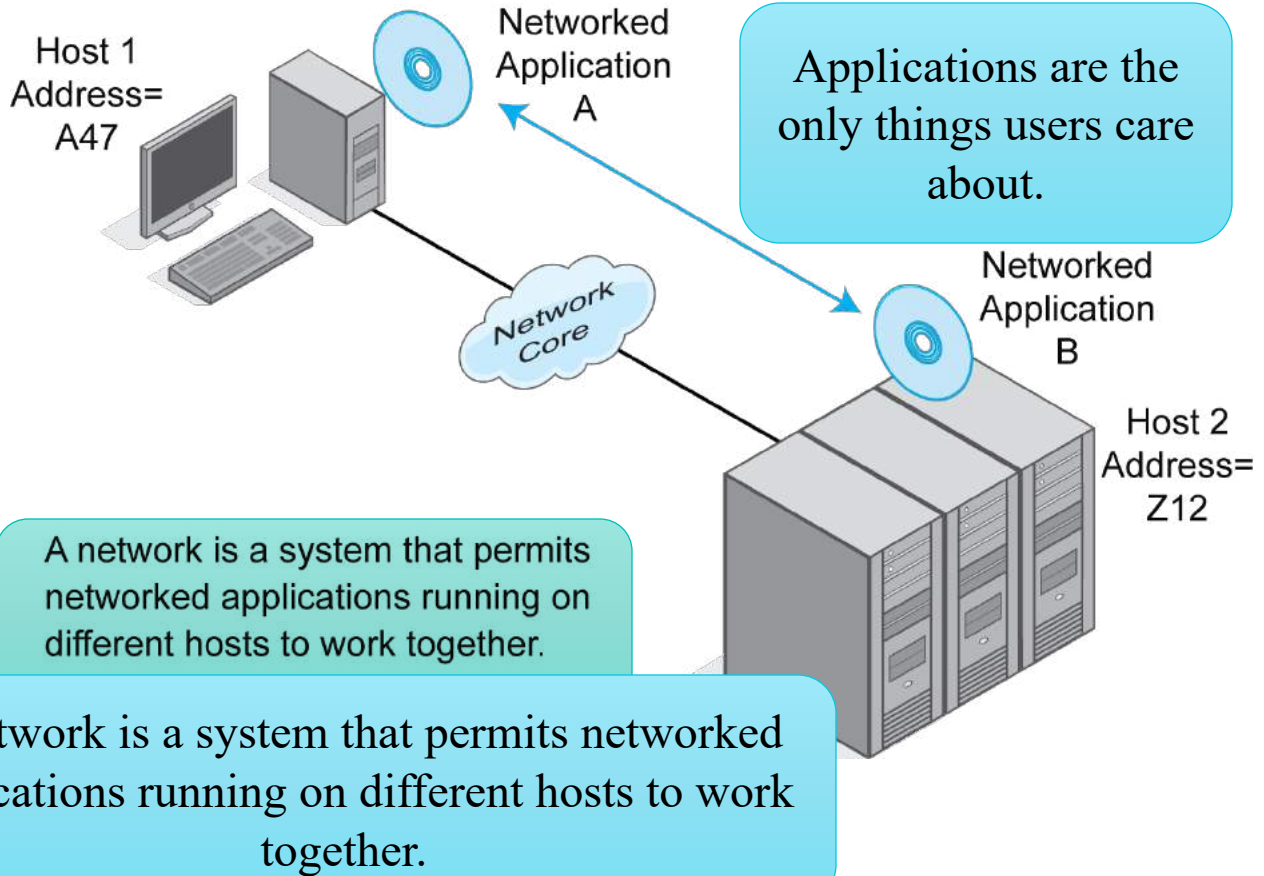 Host 1
Address=
A47
Networked
Application
A
Applications are the
only things users care
about.
Network
Core
Networked
Application
B
Host 2
Address=
Z12
A network is a system that permits
networked applications running on
different hosts to work together.
twork is a system that permits networked
cations running on different hosts to work
together.